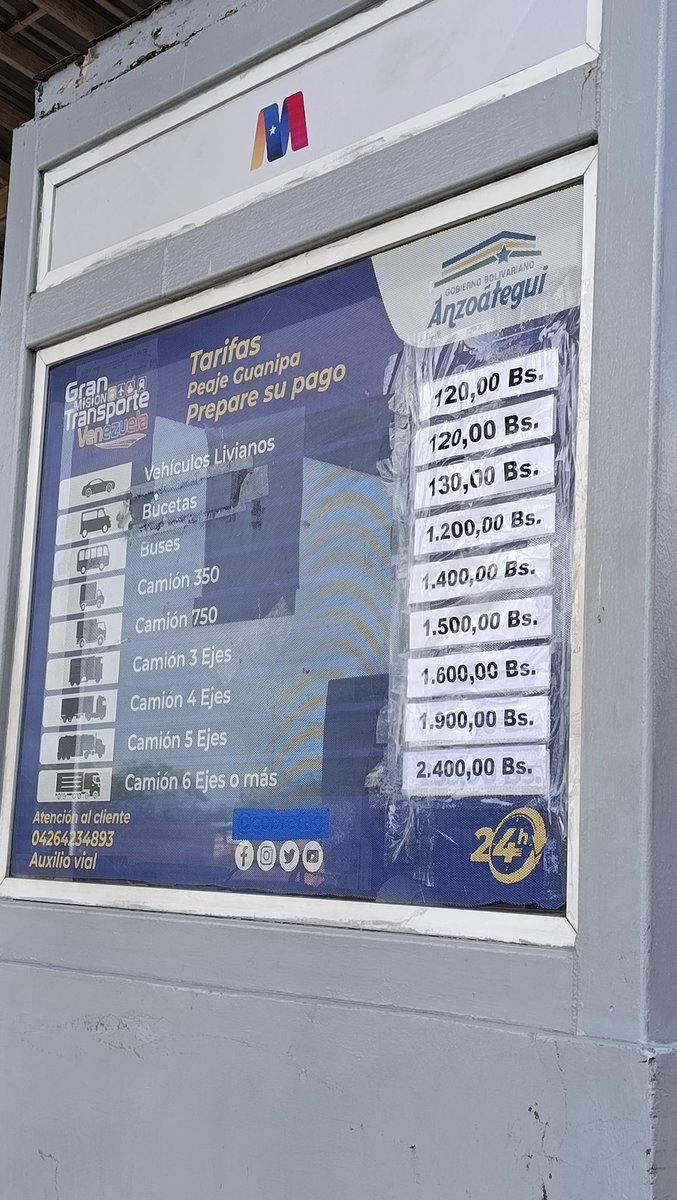 M
GOBIERNO BOLIVARIANO
Anzoátegui
Gran
MISIÓN
Transporte
Venezuela
Tarifas
Peaje Guanipa
Prepare su pago
Vehículos Livianos 120,00 Bs.
Bucetas 120,00 Bs.
Buses 130,00 Bs.
Camión 350 1.200,00 Bs.
Camión 750 1.400,00 Bs.
Camión 3 Ejes 1.500,00 Bs.
Camión 4 Ejes 1.600,00 Bs.
Camión 5 Ejes 1.900,00 Bs.
Camión 6 Ejes o más 2.400,00 Bs.
Atención al cliente
04264234893
Auxilio vial
24h